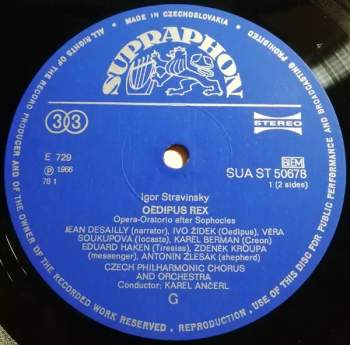 MADE IN CZECHOSLOVAKIA
ALL RIGHTS OF THE RECORD PRODUCER AND OF THE OWNER OF THE RECORDED WORK RESERVED . REPRODUCTION, USE OF THIS DISC FOR PUBLIC PERFORMANCE AND BROADCASTING PROHIBITED
SUPRAPHON
33
STEREO
E 729
℗ 1966
78 1
BIEM
SUA ST 50678
1 (2 sides)
Igor Stravinsky
OEDIPUS REX
Opera-Oratorio after Sophocles
JEAN DESAILLY (narrator), IVO ŽÍDEK (Oedipus), VĚRA
SOUKUPOVÁ (Iocasta), KAREL BERMAN (Creon)
EDUARD HAKEN (Tiresias), ZDENĚK KROUPA
(messenger), ANTONÍN ZLESÁK (shepherd)
CZECH PHILHARMONIC CHORUS
AND ORCHESTRA
Conductor: KAREL ANČERL
G